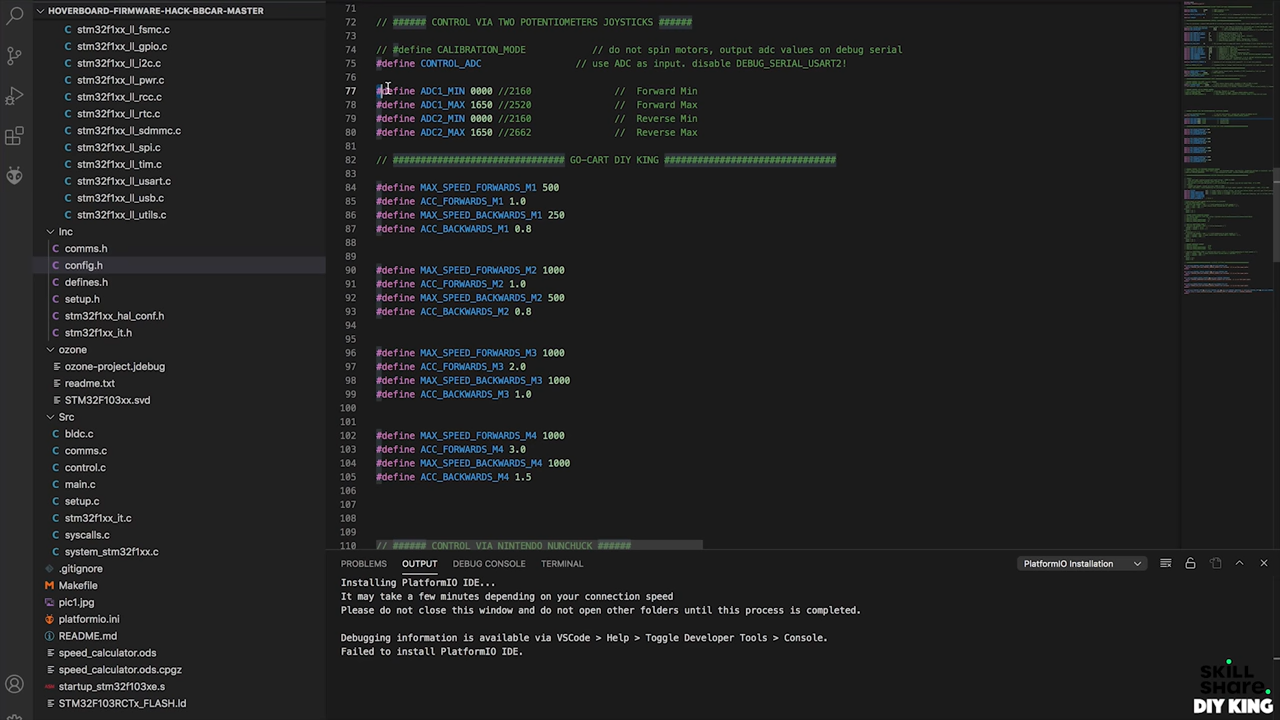 HOVERBOARD-FIRMWARE-HACK-BBCAR-MASTER
stm32f1xx_ll_fsmc.c
stm32f1xx_ll_gpio.c
stm32f1xx_ll_i2c.c
stm32f1xx_ll_pwr.c
stm32f1xx_ll_rcc.c
stm32f1xx_ll_rtc.c
stm32f1xx_ll_sdmmc.c
stm32f1xx_ll_spi.c
stm32f1xx_ll_tim.c
stm32f1xx_ll_usart.c
stm32f1xx_ll_usb.c
stm32f1xx_ll_utils.c
Inc
comms.h
config.h
defines.h
setup.h
stm32f1xx_hal_conf.h
stm32f1xx_it.h
ozone
ozone-project.jdebug
readme.txt
STM32F103xx.svd
Src
bldc.c
comms.c
control.c
main.c
setup.c
stm32f1xx_it.c
syscalls.c
system_stm32f1xx.c
.gitignore
Makefile
pic1.jpg
platformio.ini
README.md
speed_calculator.ods
speed_calculator.ods.cpgz
startup_stm32f103xe.s
STM32F103RCTx_FLASH.ld
71
72 // ###### CONTROL VIA TWO POTENTIOMETERS JOYSTICK ######
73
74 // #define CALIBRATION // do not spin motors, output adc values on debug serial
75 #define CONTROL_ADC // use ADC as input. disable DEBUG_SERIAL_USART2!
76
77 #define ADC1_MIN 0000 //2160 // Forward Min
78 #define ADC1_MAX 1650 //2160 // Forward Max
79 #define ADC2_MIN 0000 //2160 // Reverse Min
80 #define ADC2_MAX 1650 // Reverse Max
81
82 // ############################### GO-CART DIY KING ###############################
83
84 #define MAX_SPEED_FORWARDS_M1
85
86 #define MAX_SPEED_BACKWARDS_M1 250
87 #define ACC_BACKWARDS_M1 0.8
88
89
90 #define MAX_SPEED_FORWARDS_M2 1000
91
92 #define MAX_SPEED_BACKWARDS_M2 500
93 #define ACC_BACKWARDS_M2 0.8
94
95
96 #define MAX_SPEED_FORWARDS_M3 1000
97 #define ACC_FORWARDS_M3 2.0
98 #define MAX_SPEED_BACKWARDS_M3 1000
99 #define ACC_BACKWARDS_M3 1.0
100
101
102 #define MAX_SPEED_FORWARDS_M4 1000
103 #define ACC_FORWARDS_M4 3.0
104 #define MAX_SPEED_BACKWARDS_M4 1000
105 #define ACC_BACKWARDS_M4 1.5
106
107
108
109
110 // ###### CONTROL VIA NINTENDO NUNCHUCK ######
PROBLEMS OUTPUT DEBUG CONSOLE TERMINAL PlatformIO Installation
Installing PlatformIO IDE...
It may take a few minutes depending on your connection speed
Please do not close this window and do not open other folders until this process is completed.
Debugging information is available via VSCode > Help > Toggle Developer Tools > Console.
Failed to install PlatformIO IDE.
SKILL
Share.
DIY KING